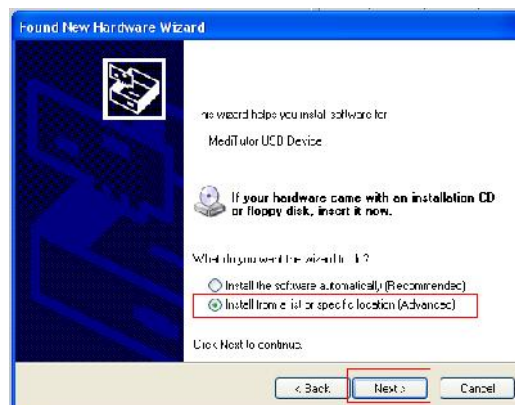 Found New Hardware Wizard
This wizard helps you install software for:
MediTutor USB Device
If your hardware came with an installation CD
or floppy disk, insert it now.
What do you want the wizard to do?
Install the software automatically (Recommended)
Install from a list or specific location (Advanced)
Click Next to continue.
< Back
Next >
Cancel